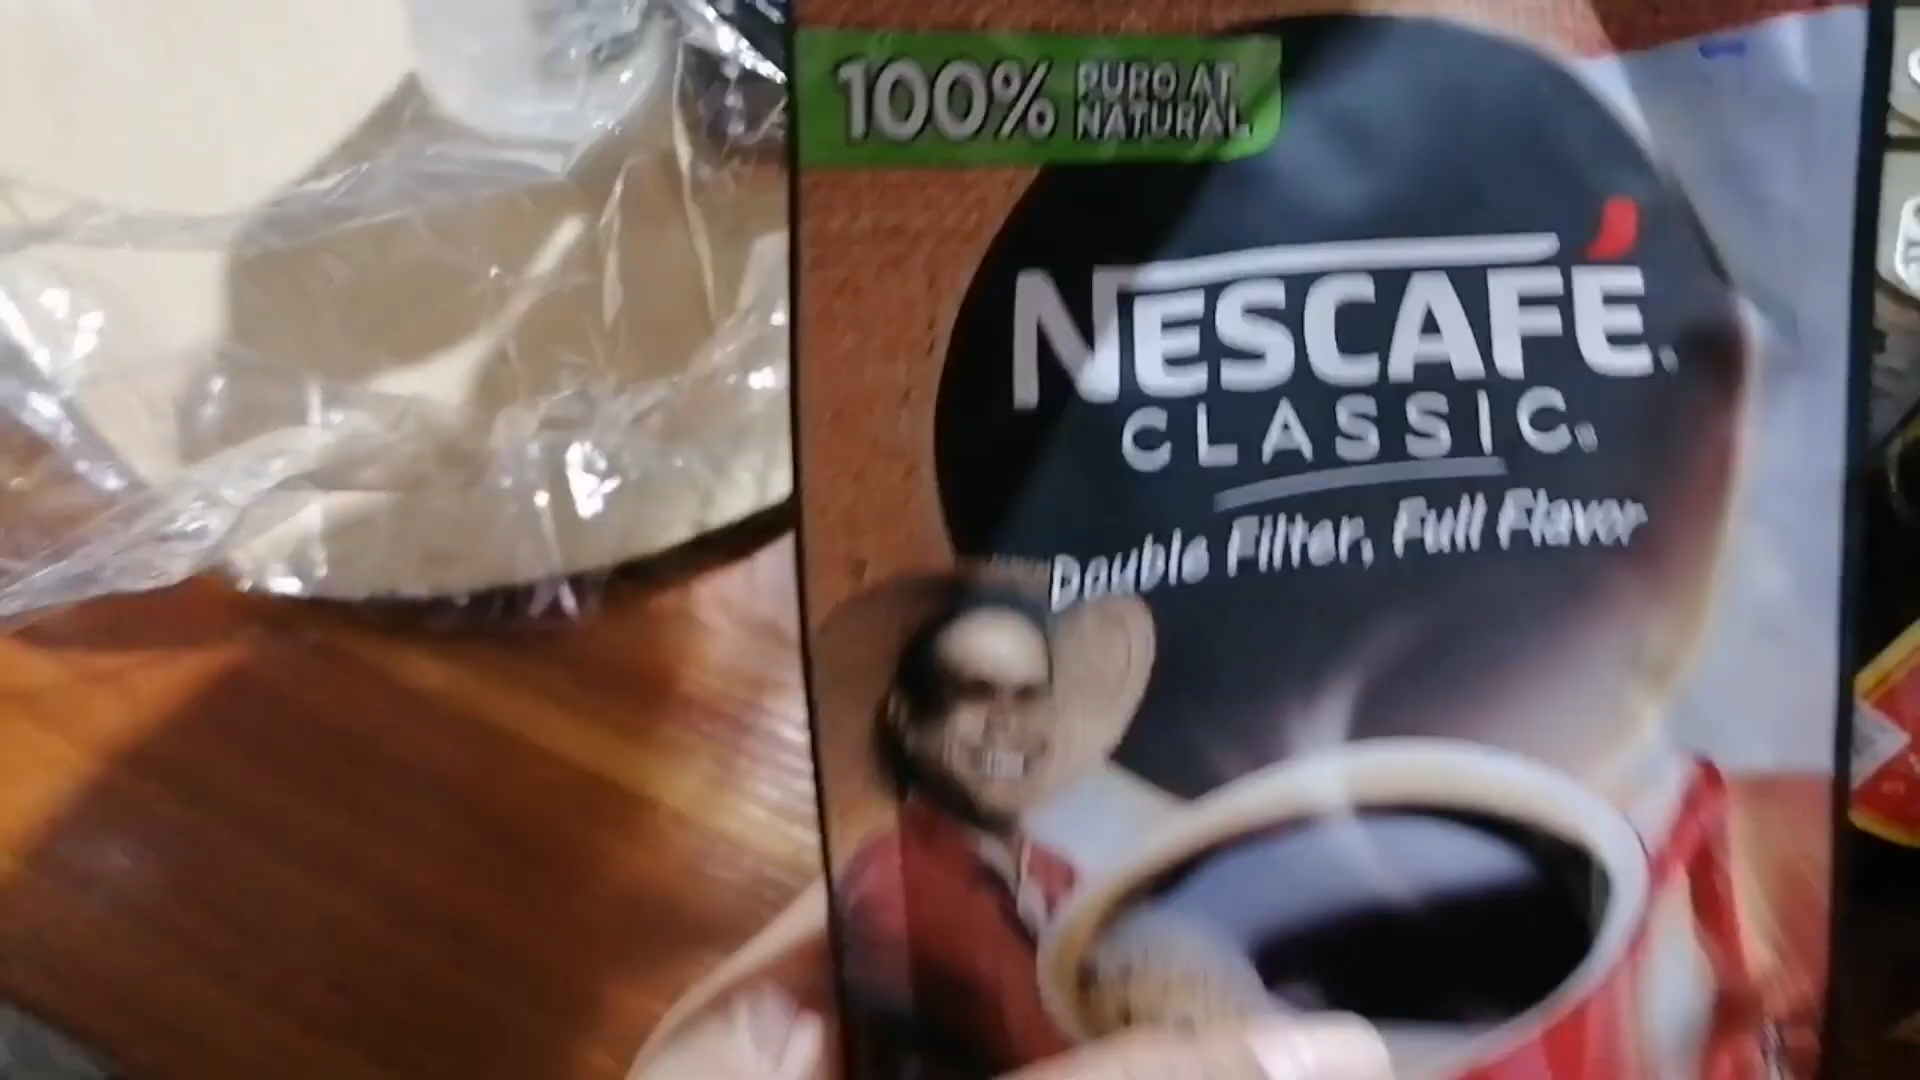 100% PURO AT
NATURAL
NESCAFÉ
CLASSIC
Double Filter, Full Flavor